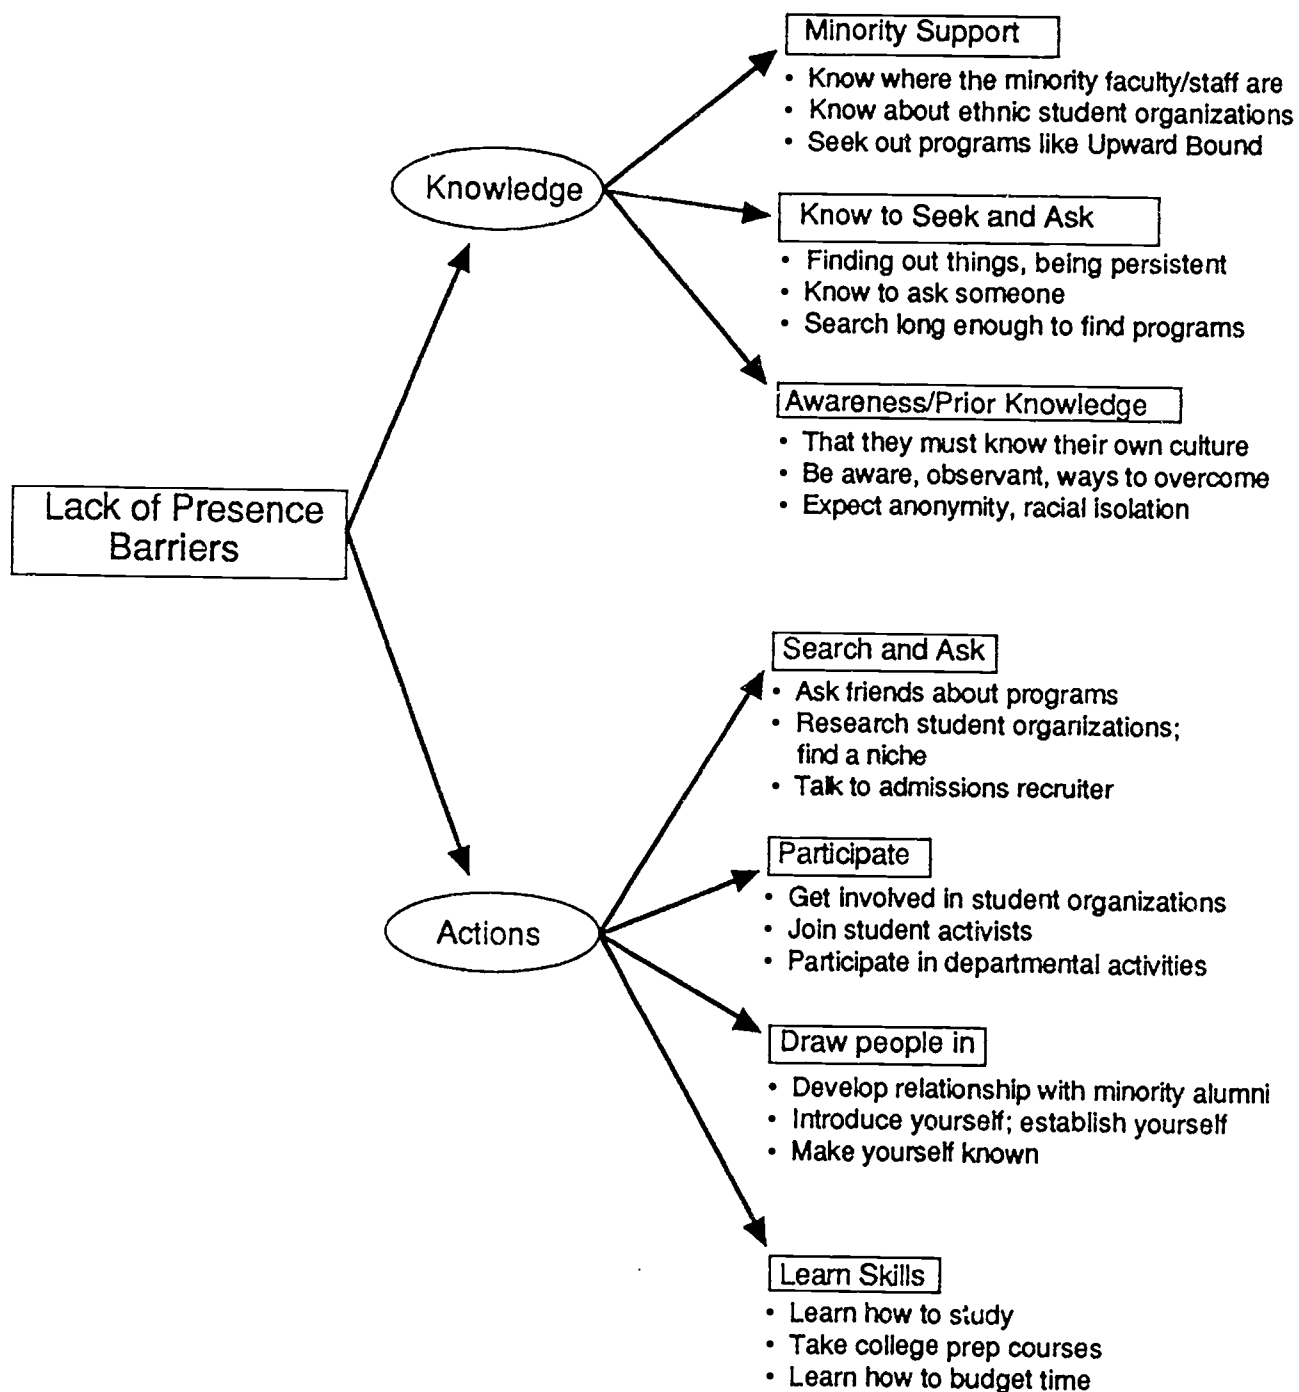 Minority Support
• Know where the minority faculty/staff are
• Know about ethnic student organizations
• Seek out programs like Upward Bound
Knowledge
Know to Seek and Ask
• Finding out things, being persistent
• Know to ask someone
• Search long enough to find programs
Awareness/Prior Knowledge
• That they must know their own culture
• Be aware, observant, ways to overcome
• Expect anonymity, racial isolation
Lack of Presence
Barriers
Search and Ask
• Ask friends about programs
• Research student organizations;
find a niche
• Talk to admissions recruiter
Participate
• Get involved in student organizations
• Join student activists
• Participate in departmental activities
Actions
Draw people in
• Develop relationship with minority alumni
• Introduce yourself; establish yourself
• Make yourself known
Learn Skills
• Learn how to study
• Take college prep courses
• Learn how to budget time